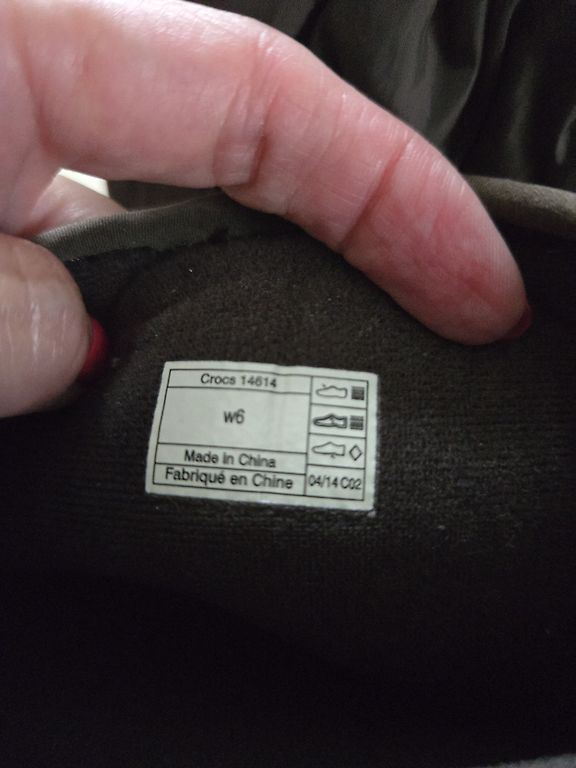 Crocs 14614
w6
Made in China
Fabriqué en Chine
04/14 C02